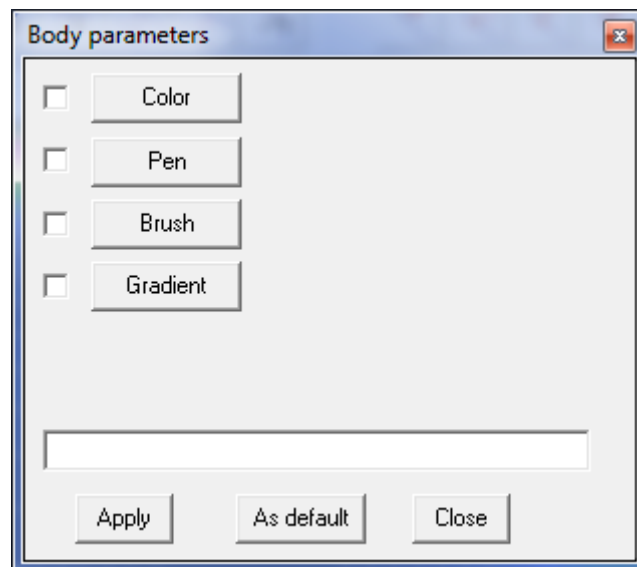 Body parameters
Color
Pen
Brush
Gradient
Apply As default Close